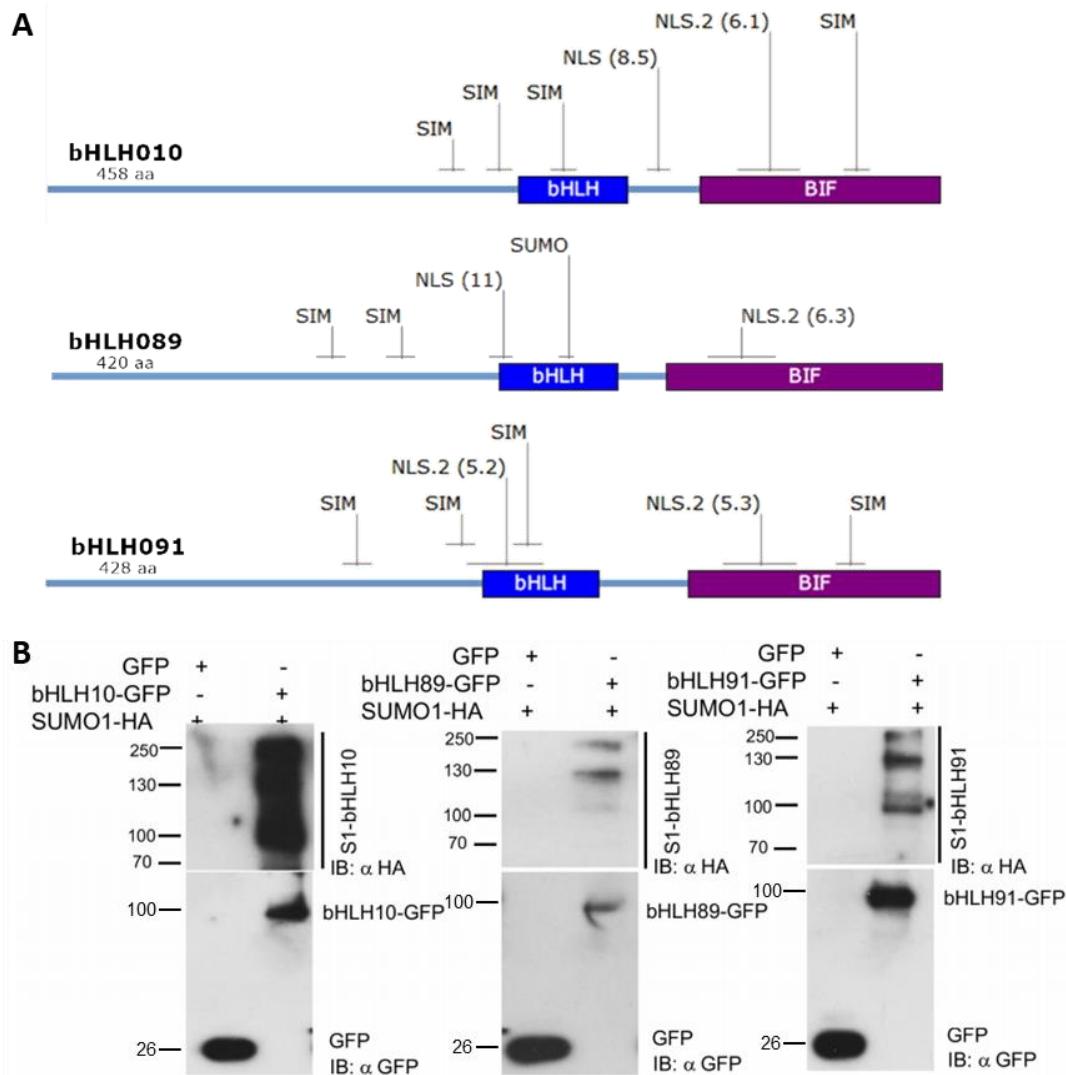 A
NLS.2 (6.1)
SIM
NLS (8.5)
SIM
SIM
SIM
bHLH010
458 aa
bHLH
BIF
SUMO
NLS (11)
SIM
SIM
NLS.2 (6.3)
bHLH089
420 aa
bHLH
BIF
SIM
NLS.2 (5.2)
SIM
SIM
NLS.2 (5.3)
SIM
bHLH091
428 aa
bHLH
BIF
B
GFP + -
bHLH10-GFP - +
SUMO1-HA + +
250
130
100
70
S1-bHLH10
IB: α HA
100
bHLH10-GFP
26
GFP
IB: α GFP
GFP + -
bHLH89-GFP - +
SUMO1-HA + +
250
130
100
70
S1-bHLH89
IB: α HA
100
bHLH89-GFP
26
GFP
IB: α GFP
GFP + -
bHLH91-GFP - +
SUMO1-HA + +
250
130
100
70
S1-bHLH91
IB: α HA
100
bHLH91-GFP
26
GFP
IB: α GFP